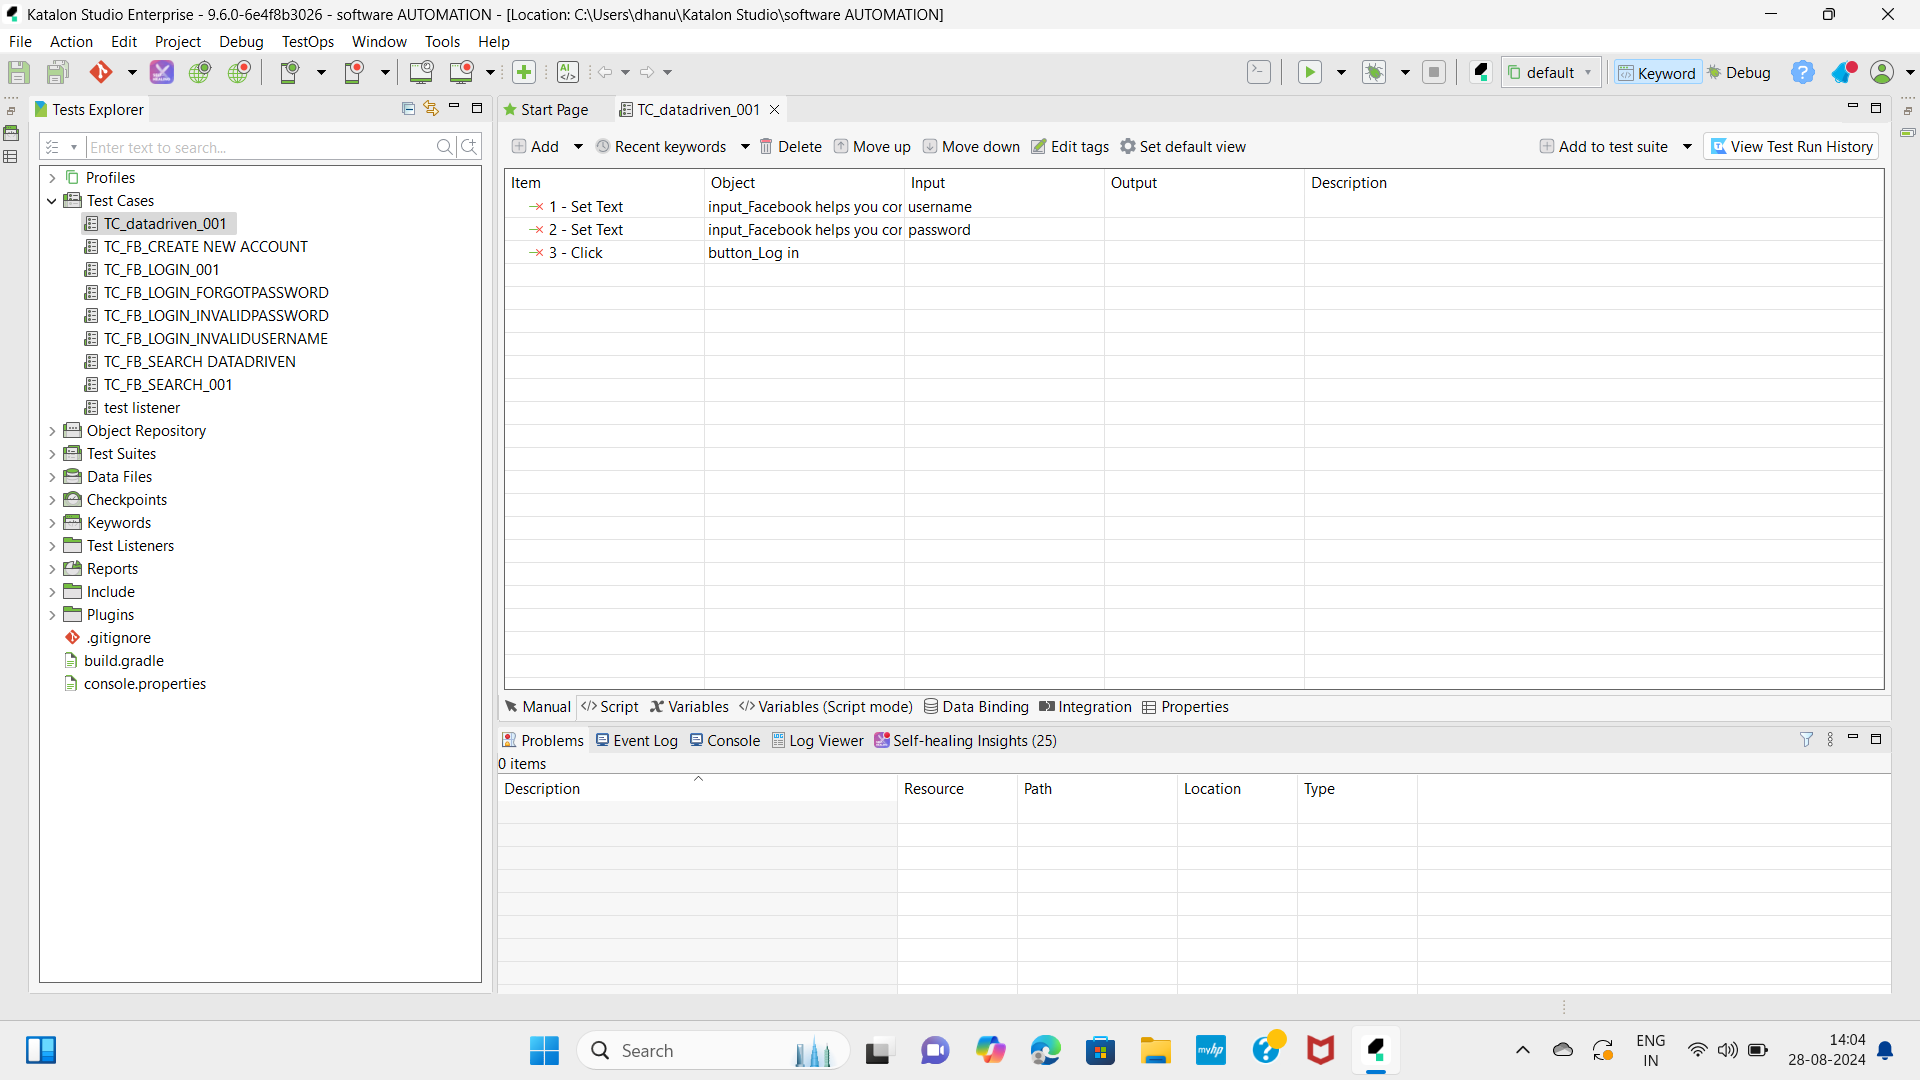 Katalon Studio Enterprise - 9.6.0-6e4f8b3026 - software AUTOMATION - [Location: C:\Users\dhanu\Katalon Studio\software AUTOMATION]
File Action Edit Project Debug TestOps Window Tools Help
default Keyword Debug
Tests Explorer
Enter text to search...
Profiles
Test Cases
TC_datadriven_001
TC_FB_CREATE NEW ACCOUNT
TC_FB_LOGIN_001
TC_FB_LOGIN_FORGOTPASSWORD
TC_FB_LOGIN_INVALIDPASSWORD
TC_FB_LOGIN_INVALIDUSERNAME
TC_FB_SEARCH DATADRIVEN
TC_FB_SEARCH_001
test listener
Object Repository
Test Suites
Data Files
Checkpoints
Keywords
Test Listeners
Reports
Include
Plugins
.gitignore
build.gradle
console.properties
Start Page TC_datadriven_001
Add Recent keywords Delete Move up Move down Edit tags Set default view Add to test suite View Test Run History
Item Object Input Output Description
1 - Set Text input_Facebook helps you cor username
2 - Set Text input_Facebook helps you cor password
3 - Click button_Log in
Manual </> Script Variables </> Variables (Script mode) Data Binding Integration Properties
Problems Event Log Console Log Viewer Self-healing Insights (25)
0 items
Description Resource Path Location Type
Search
myhp
ENG
IN
14:04
28-08-2024